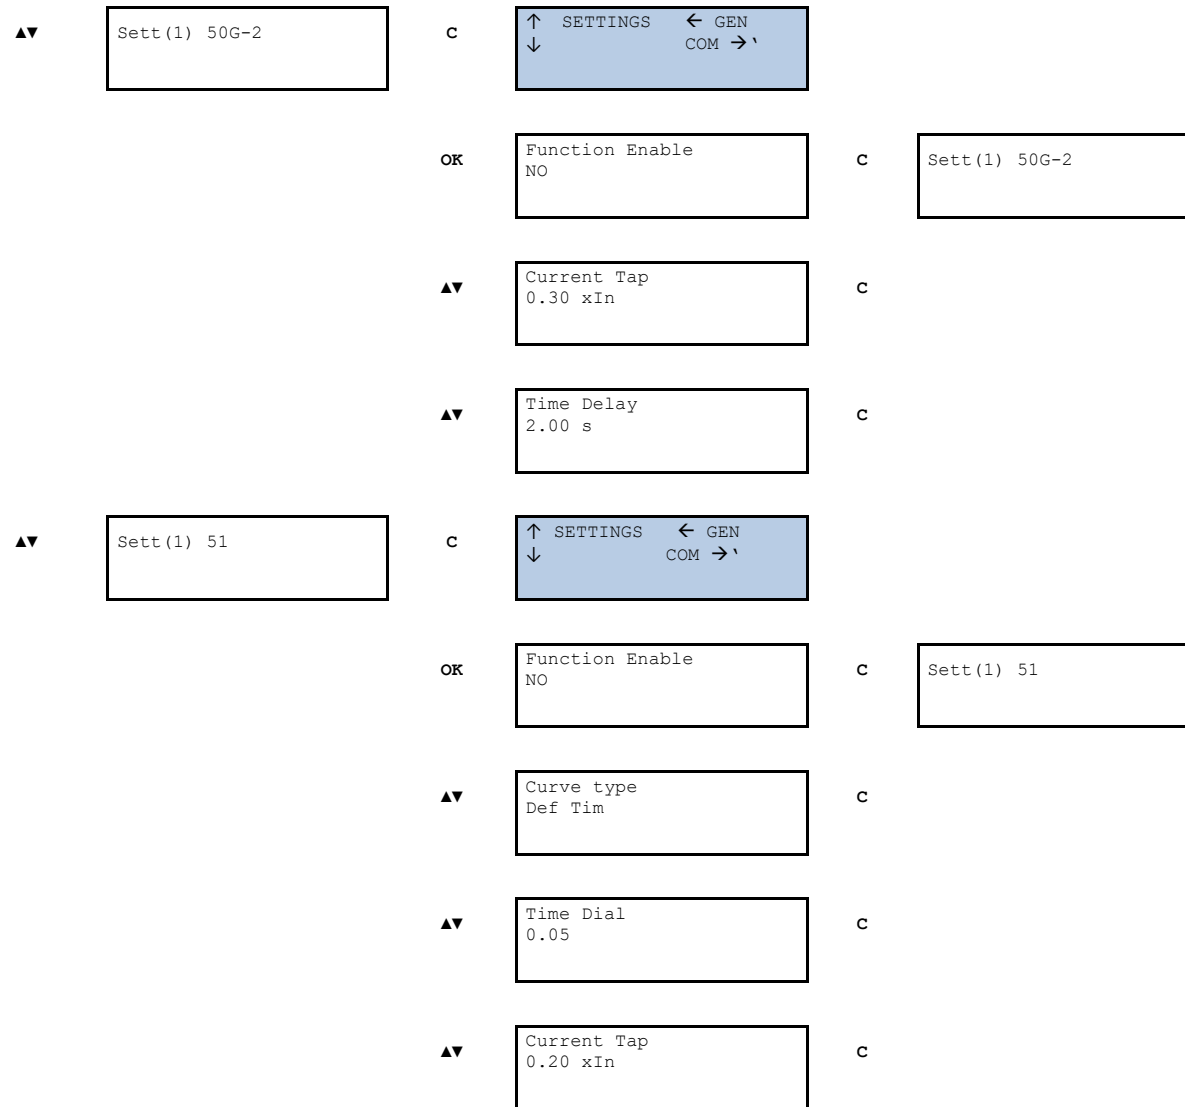 ▲▼ Sett(1) 50G-2 C ↑ SETTINGS ← GEN
↓ COM →‘
OK Function Enable C Sett(1) 50G-2
NO
▲▼ Current Tap C
0.30 xIn
▲▼ Time Delay C
2.00 s
▲▼ Sett(1) 51 C ↑ SETTINGS ← GEN
↓ COM →‘
OK Function Enable C Sett(1) 51
NO
▲▼ Curve type C
Def Tim
▲▼ Time Dial C
0.05
▲▼ Current Tap C
0.20 xIn